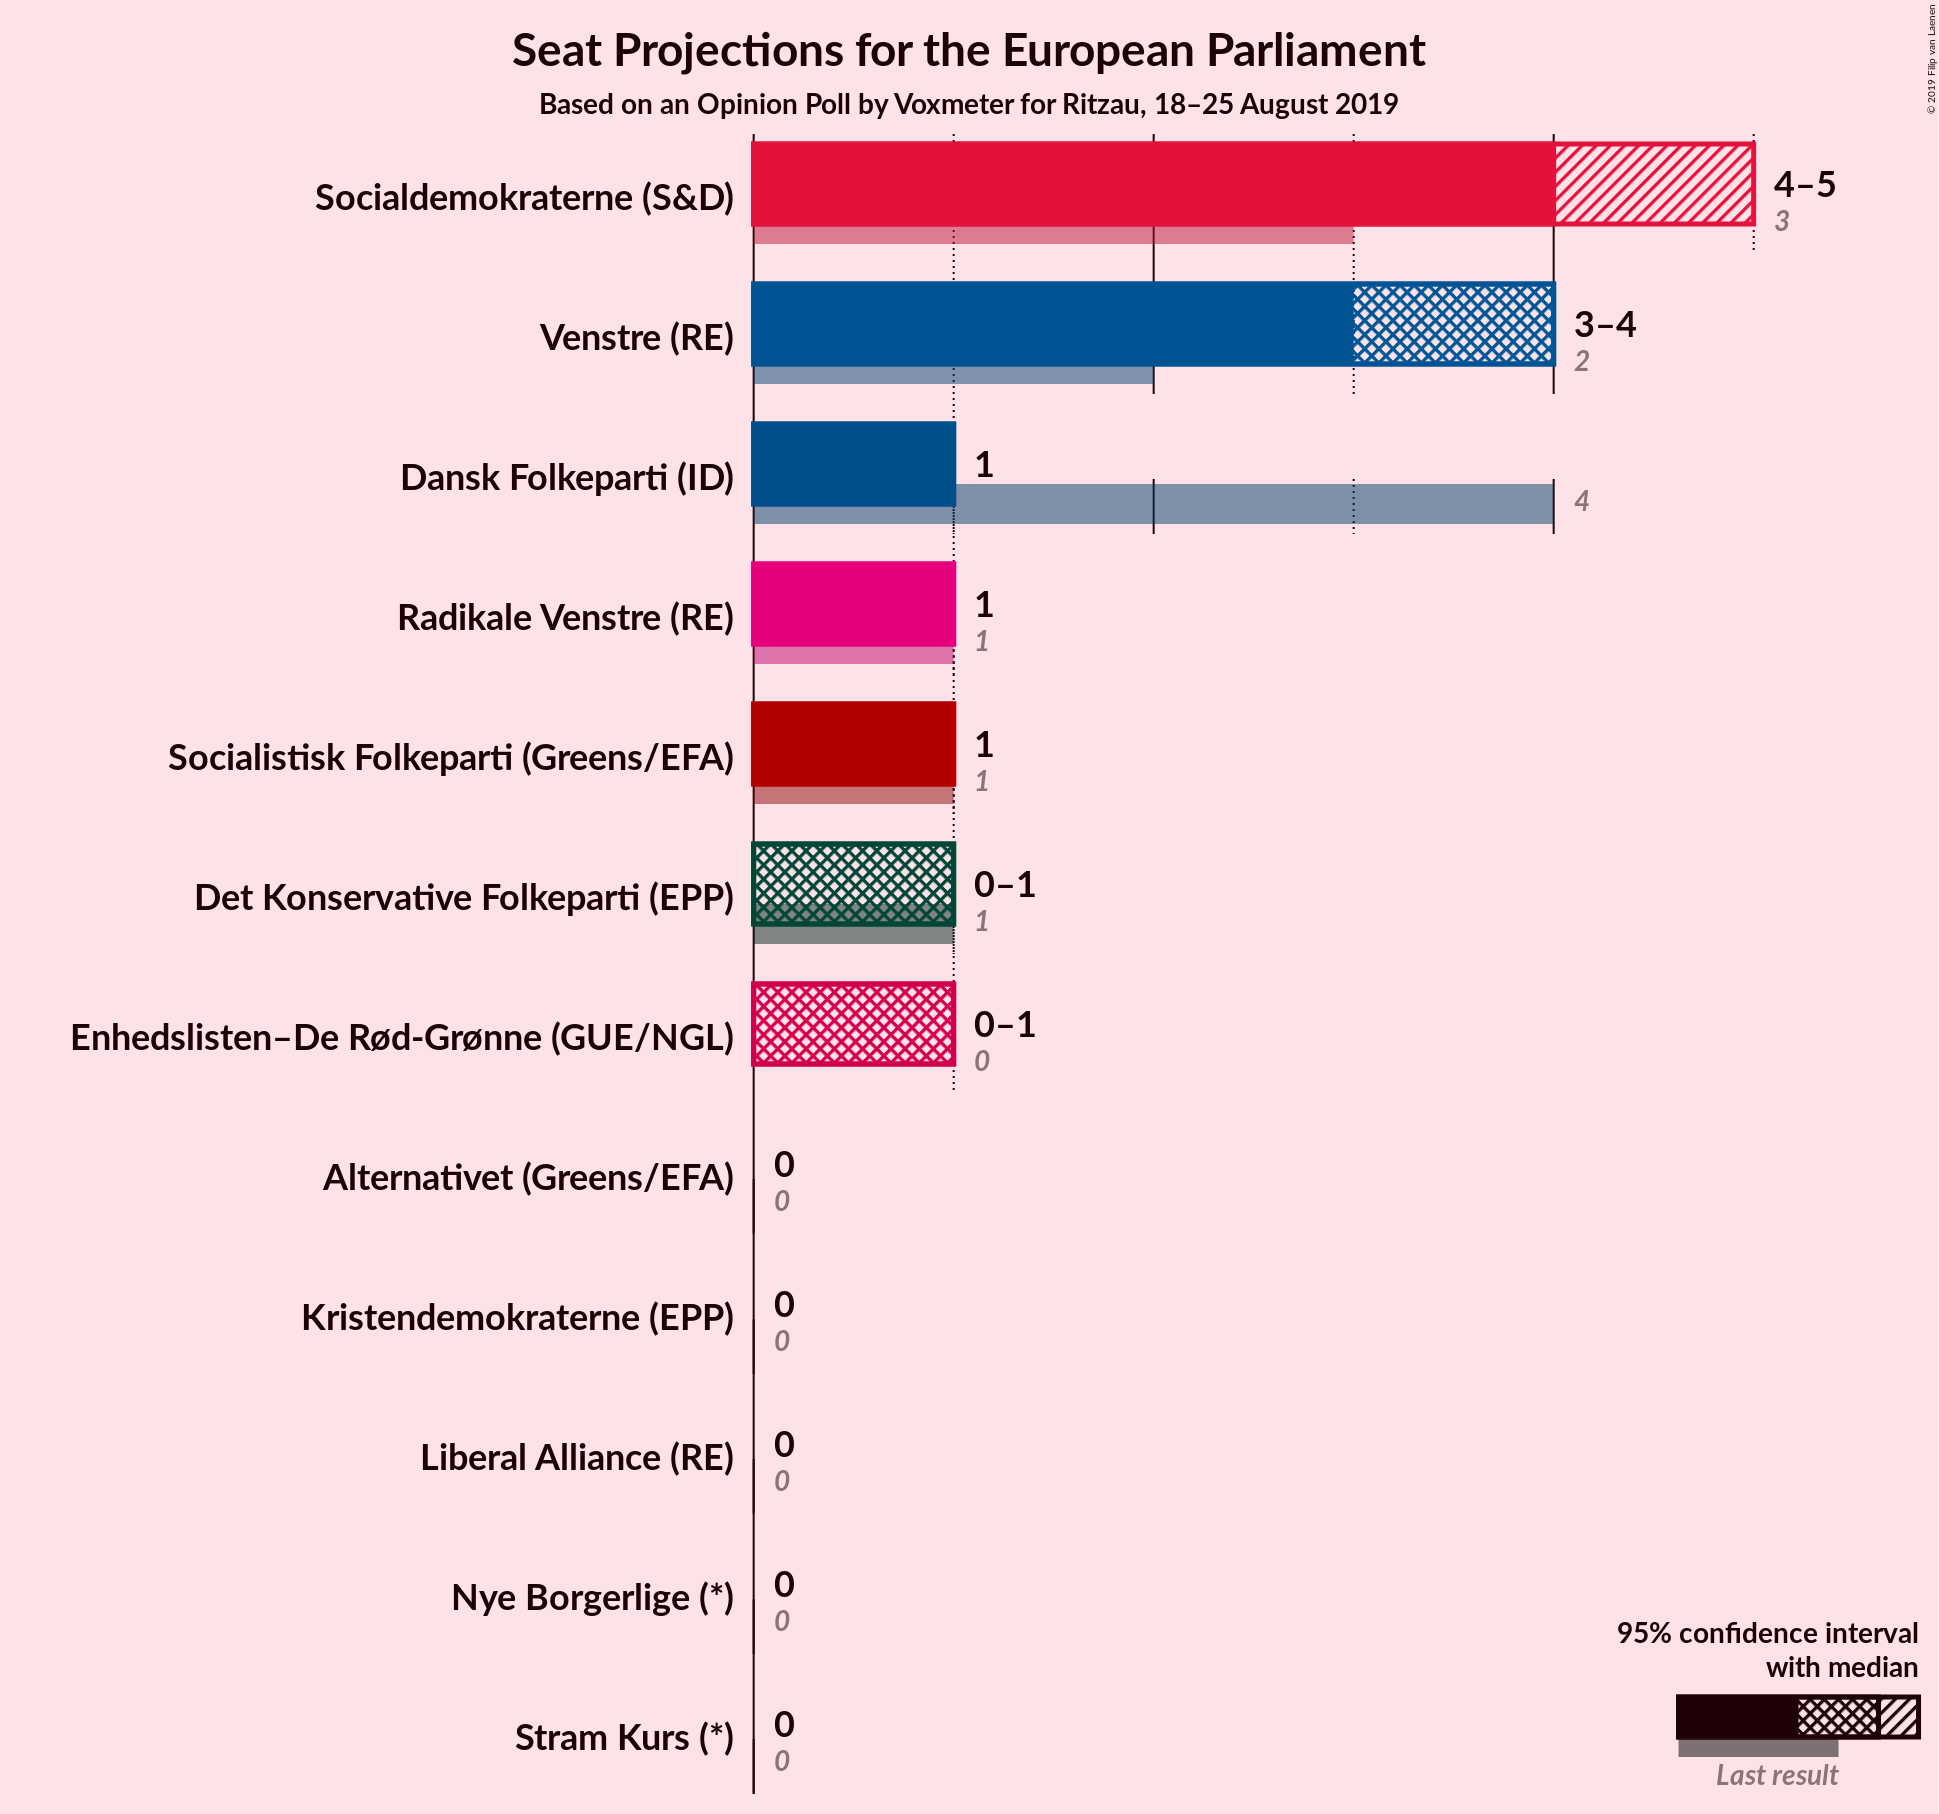 Seat Projections for the European Parliament
Based on an Opinion Poll by Voxmeter for Ritzau, 18–25 August 2019
© 2019 Filip van Laenen
Socialdemokraterne (S&D)
4–5
3
Venstre (RE)
3–4
2
Dansk Folkeparti (ID)
1
4
Radikale Venstre (RE)
1
1
Socialistisk Folkeparti (Greens/EFA)
1
1
Det Konservative Folkeparti (EPP)
0–1
1
Enhedslisten–De Rød-Grønne (GUE/NGL)
0–1
0
Alternativet (Greens/EFA)
0
0
Kristendemokraterne (EPP)
0
0
Liberal Alliance (RE)
0
0
Nye Borgerlige (*)
0
0
Stram Kurs (*)
0
0
95% confidence interval
with median
Last result